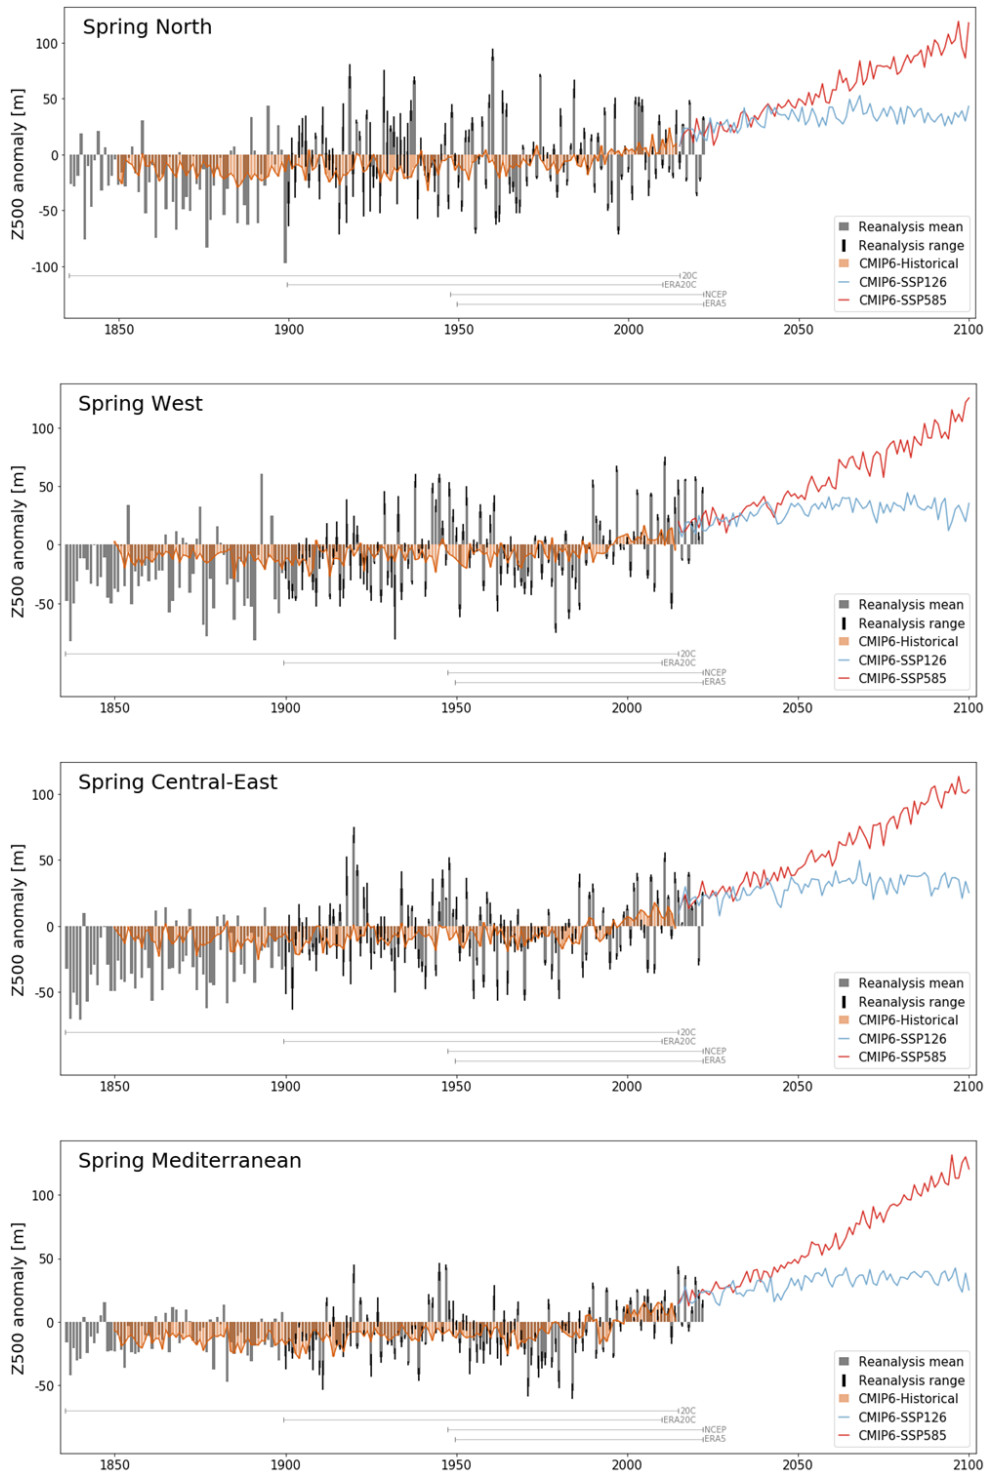 Spring North
Z500 anomaly [m]
100
50
0
-50
-100
Reanalysis mean
Reanalysis range
CMIP6-Historical
CMIP6-SSP126
CMIP6-SSP585
20C
ERA20C
NCEP
ERA5
1850 1900 1950 2000 2050 2100
Spring West
Z500 anomaly [m]
100
50
0
-50
Reanalysis mean
Reanalysis range
CMIP6-Historical
CMIP6-SSP126
CMIP6-SSP585
20C
ERA20C
NCEP
ERA5
1850 1900 1950 2000 2050 2100
Spring Central-East
Z500 anomaly [m]
100
50
0
-50
Reanalysis mean
Reanalysis range
CMIP6-Historical
CMIP6-SSP126
CMIP6-SSP585
20C
ERA20C
NCEP
ERA5
1850 1900 1950 2000 2050 2100
Spring Mediterranean
Z500 anomaly [m]
100
50
0
-50
Reanalysis mean
Reanalysis range
CMIP6-Historical
CMIP6-SSP126
CMIP6-SSP585
20C
ERA20C
NCEP
ERA5
1850 1900 1950 2000 2050 2100